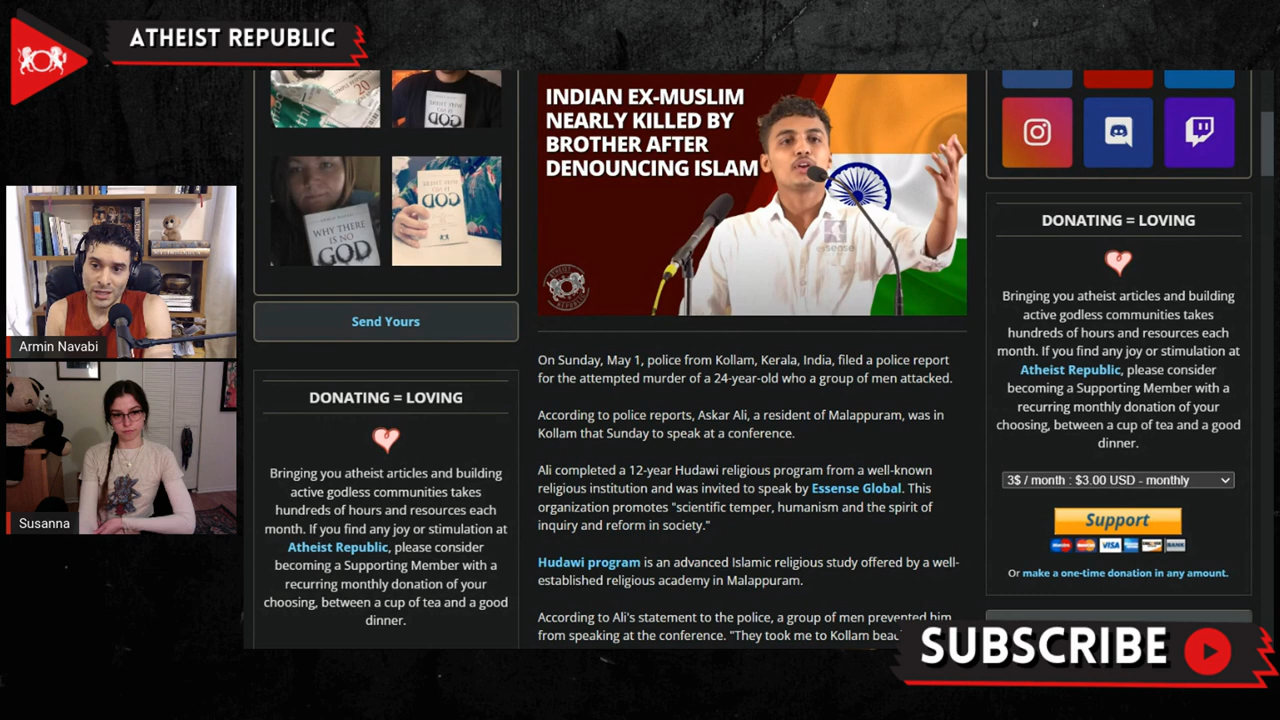 ATHEIST REPUBLIC
Armin Navabi
Susanna
WHY THERE
IS NO
GOD
Send Yours
DONATING = LOVING
Bringing you atheist articles and building
active godless communities takes
hundreds of hours and resources each
month. If you find any joy or stimulation at
Atheist Republic, please consider
becoming a Supporting Member with a
recurring monthly donation of your
choosing, between a cup of tea and a good
dinner.
INDIAN EX-MUSLIM
NEARLY KILLED BY
BROTHER AFTER
DENOUNCING ISLAM
essense
On Sunday, May 1, police from Kollam, Kerala, India, filed a police report
for the attempted murder of a 24-year-old who a group of men attacked.
According to police reports, Askar Ali, a resident of Malappuram, was in
Kollam that Sunday to speak at a conference.
Ali completed a 12-year Hudawi religious program from a well-known
religious institution and was invited to speak by Essense Global. This
organization promotes "scientific temper, humanism and the spirit of
inquiry and reform in society."
Hudawi program is an advanced Islamic religious study offered by a well-
established religious academy in Malappuram.
According to Ali's statement to the police, a group of men prevented him
from speaking at the conference. "They took me to Kollam
DONATING = LOVING
Bringing you atheist articles and building
active godless communities takes
hundreds of hours and resources each
month. If you find any joy or stimulation at
Atheist Republic, please consider
becoming a Supporting Member with a
recurring monthly donation of your
choosing, between a cup of tea and a good
dinner.
3$ / month : $3.00 USD - monthly
Support
VISA
BANK
Or make a one-time donation in any amount.
SUBSCRIBE